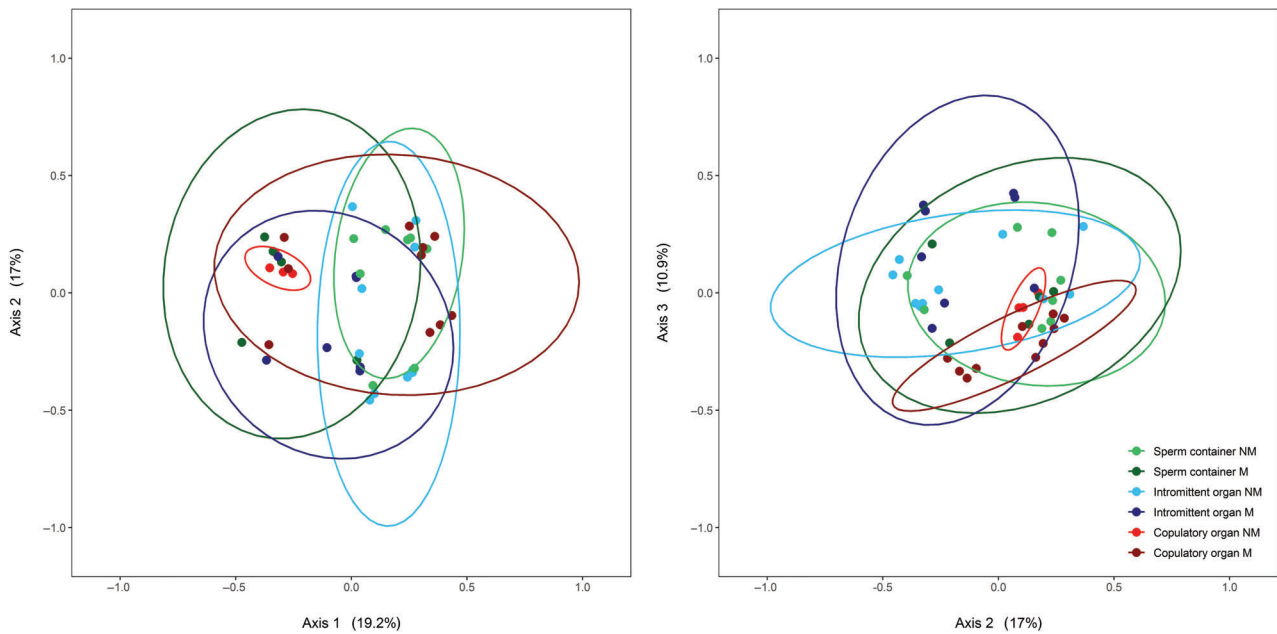 1.0
0.5
0.0
−0.5
−1.0
Axis 2 (17%)
−1.0
−0.5
0.0
0.5
1.0
Axis 1 (19.2%)
1.0
0.5
0.0
−0.5
−1.0
Axis 3 (10.9%)
Sperm container NM
Sperm container M
Intromittent organ NM
Intromittent organ M
Copulatory organ NM
Copulatory organ M
−1.0
−0.5
0.0
0.5
1.0
Axis 2 (17%)